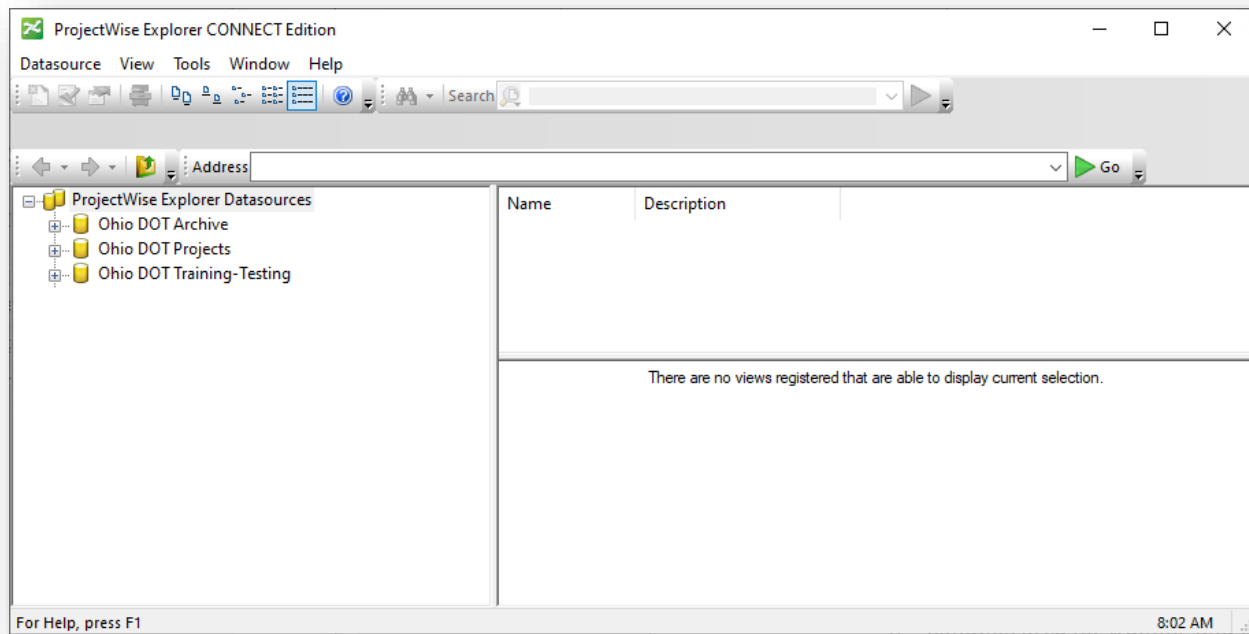 ProjectWise Explorer CONNECT Edition
Datasource View Tools Window Help
Search
Address Go
ProjectWise Explorer Datasources
Ohio DOT Archive
Ohio DOT Projects
Ohio DOT Training-Testing
Name Description
There are no views registered that are able to display current selection.
For Help, press F1 8:02 AM